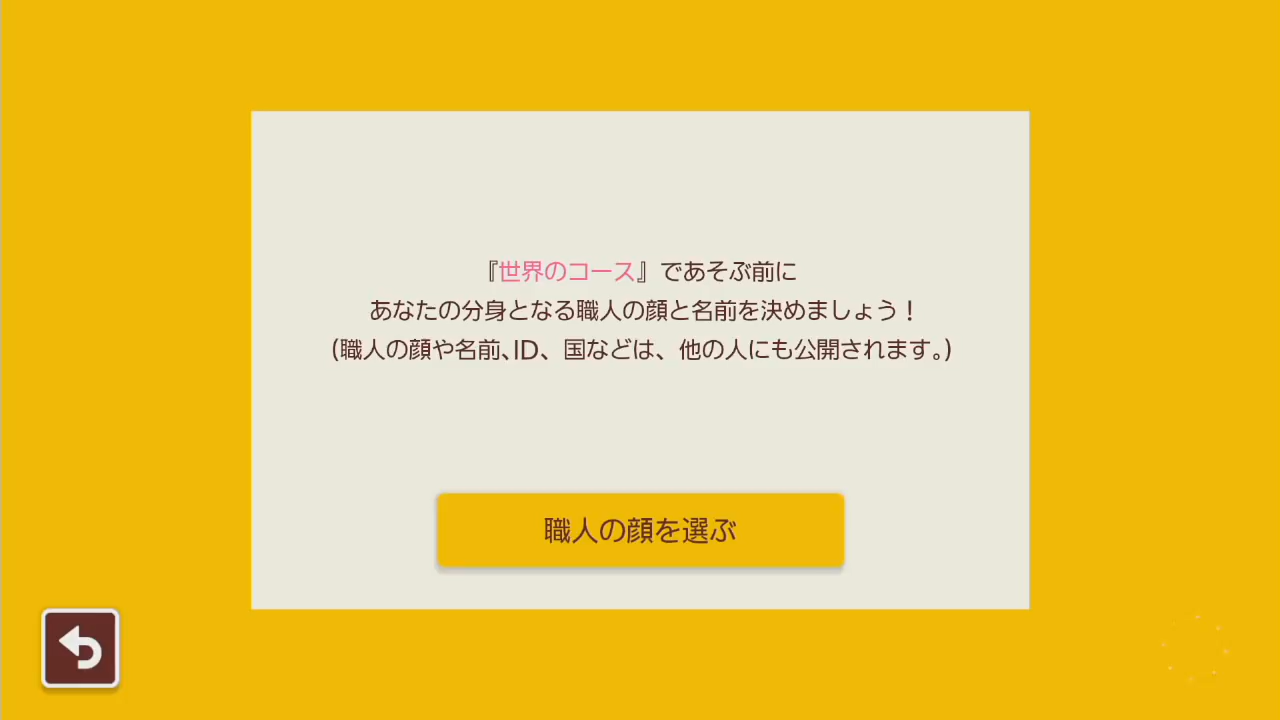 『世界のコース』であそぶ前に
あなたの分身となる職人の顔と名前を決めましょう！
(職人の顔や名前、ID、国などは、他の人にも公開されます。)
職人の顔を選ぶ